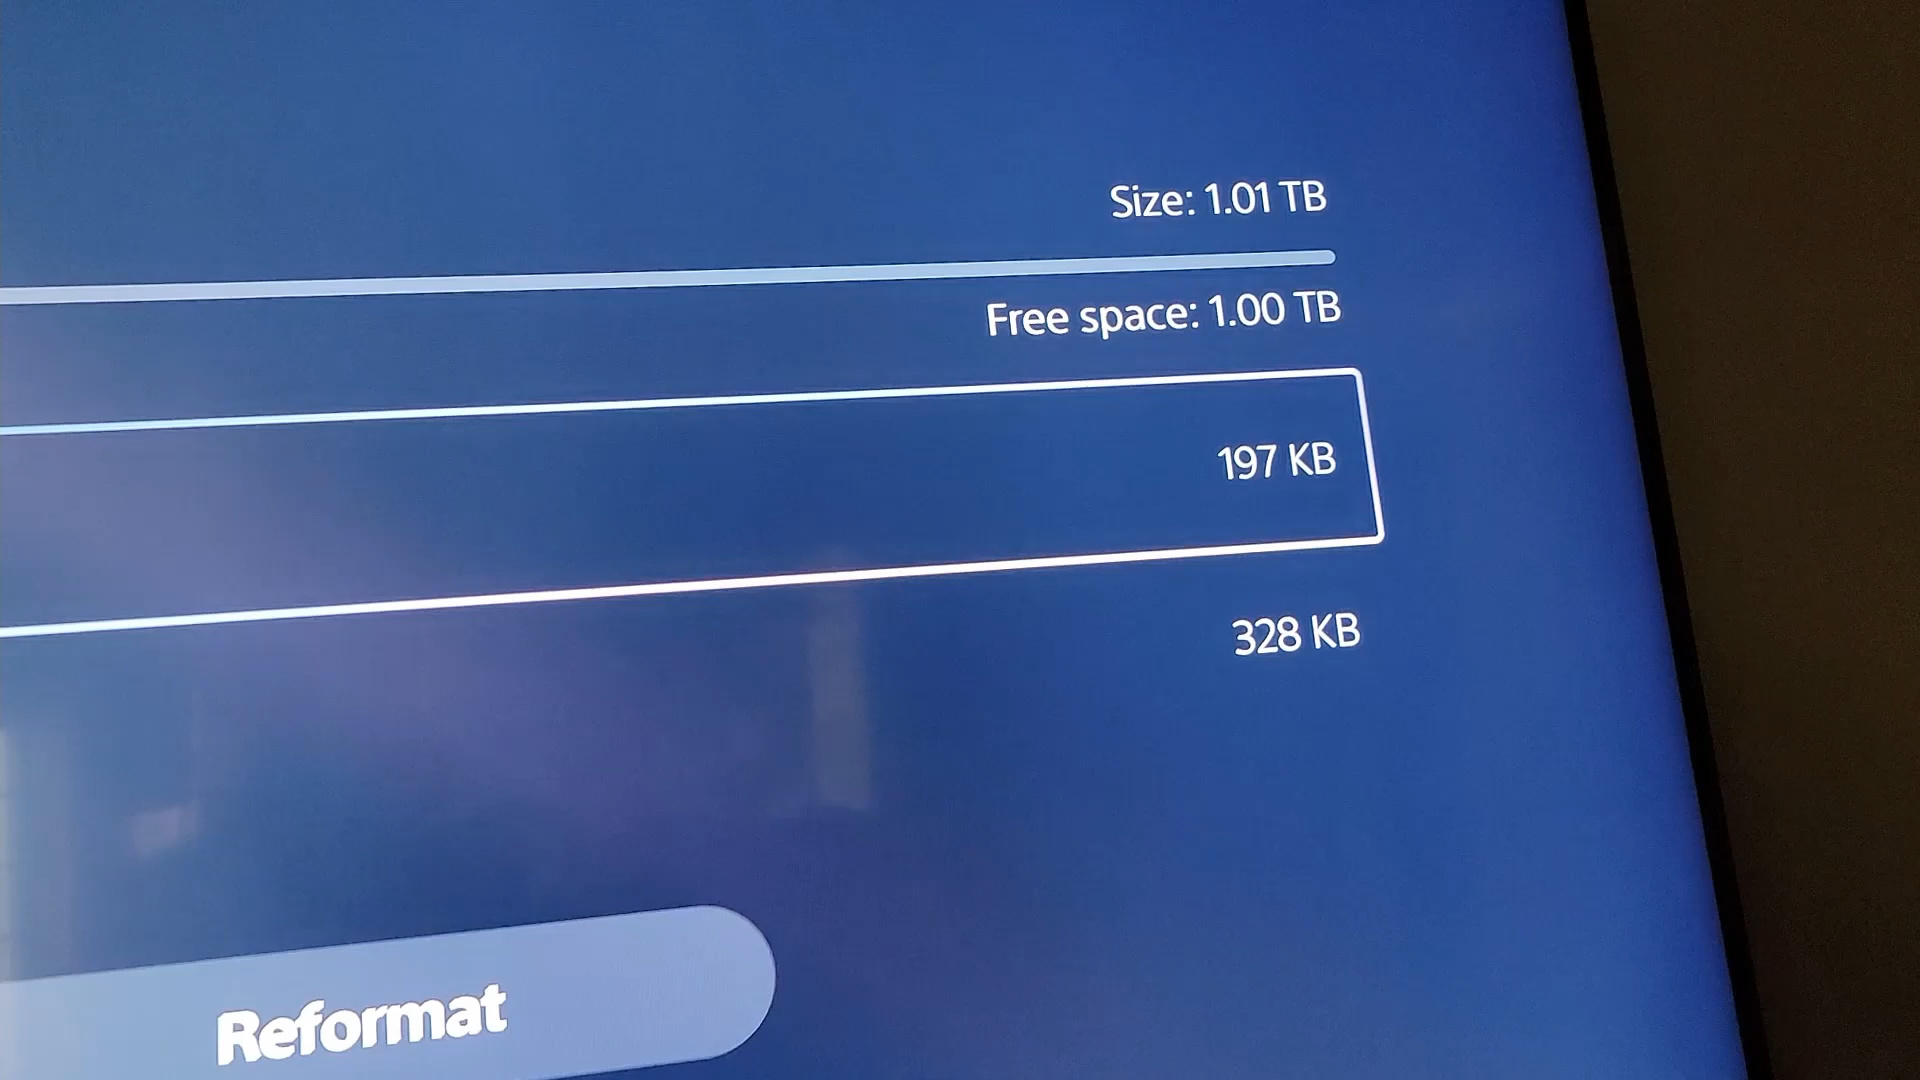 Size: 1.01 TB
Free space: 1.00 TB
197 KB
328 KB
Reformat